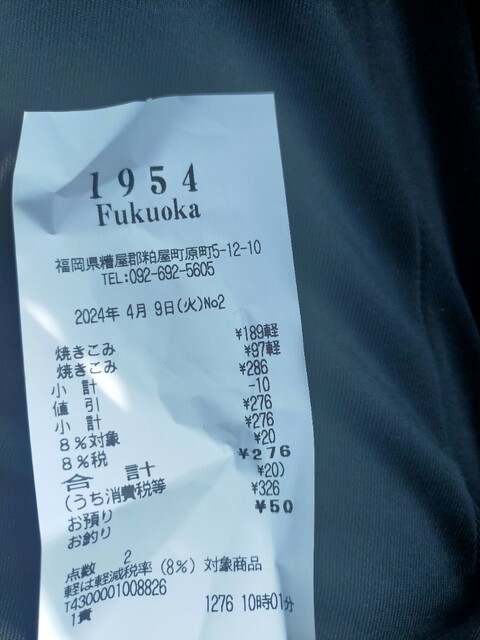 1954
Fukuoka
福岡県糟屋郡粕屋町原町5-12-10
TEL:092-692-5605
2024年 4月 9日(火)No2
焼きこみ ¥189軽
焼きこみ ¥97軽
小 計 ¥286
値 引 -10
小 計 ¥276
8%対象 ¥276
8%税 ¥20
合 計 ¥276
(うち消費税等 ¥20)
お預り ¥326
お釣り ¥50
点数 2
軽は軽減税率(8%)対象商品
T4300001008826
1責 1276 10時01分